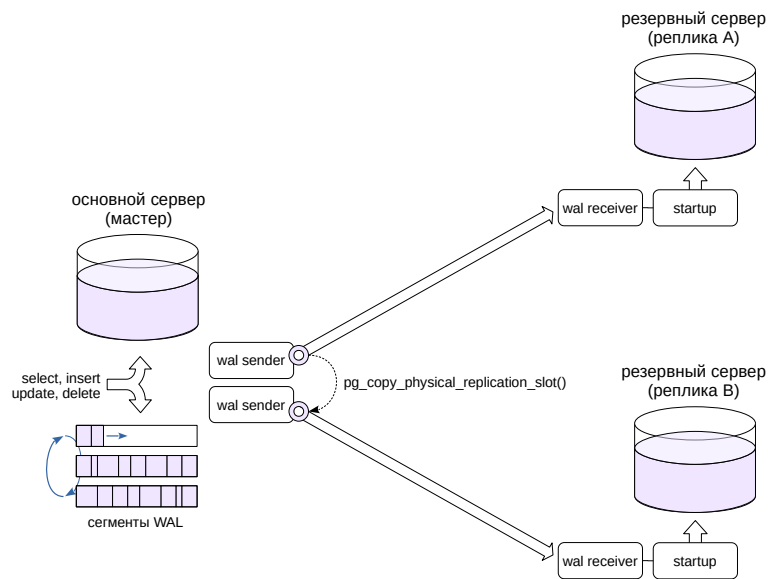 резервный сервер
(реплика A)
wal receiver
startup
основной сервер
(мастер)
wal sender
select, insert
update, delete
wal sender
pg_copy_physical_replication_slot()
резервный сервер
(реплика B)
сегменты WAL
wal receiver
startup